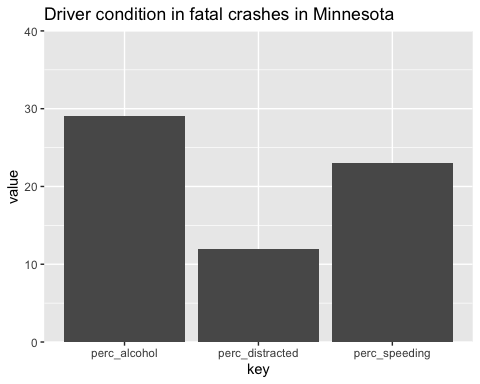 Driver condition in fatal crashes in Minnesota
40
30
20
10
0
value
perc_alcohol perc_distracted perc_speeding
key